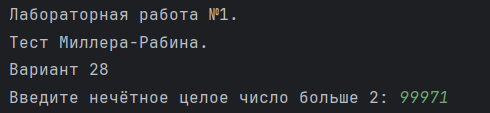 Лабораторная работа №1.
Тест Миллера-Рабина.
Вариант 28
Введите нечётное целое число больше 2: 99971